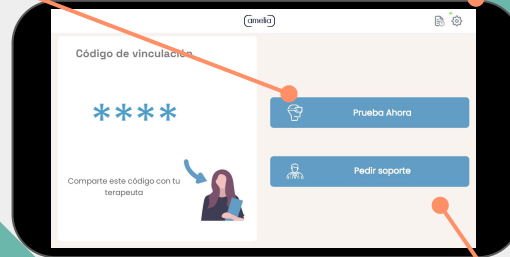 amelia
Código de vinculación
****
Comparte este código con tu
terapeuta
Prueba Ahora
Pedir soporte